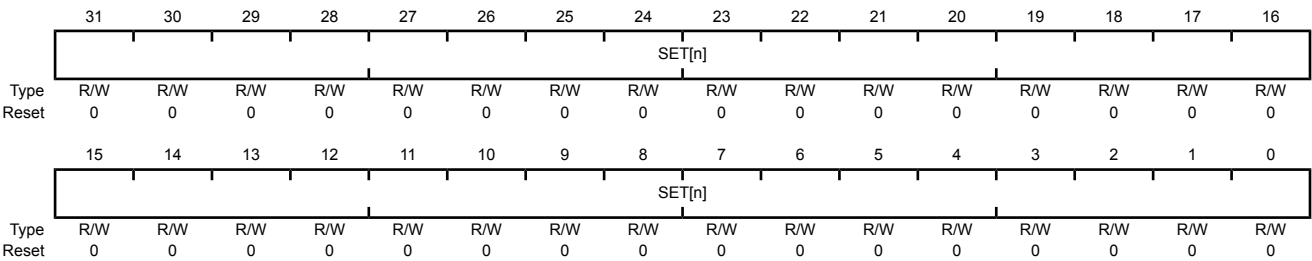 31 30 29 28 27 26 25 24 23 22 21 20 19 18 17 16
SET[n]
Type R/W R/W R/W R/W R/W R/W R/W R/W R/W R/W R/W R/W R/W R/W R/W R/W
Reset 0 0 0 0 0 0 0 0 0 0 0 0 0 0 0 0
15 14 13 12 11 10 9 8 7 6 5 4 3 2 1 0
SET[n]
Type R/W R/W R/W R/W R/W R/W R/W R/W R/W R/W R/W R/W R/W R/W R/W R/W
Reset 0 0 0 0 0 0 0 0 0 0 0 0 0 0 0 0